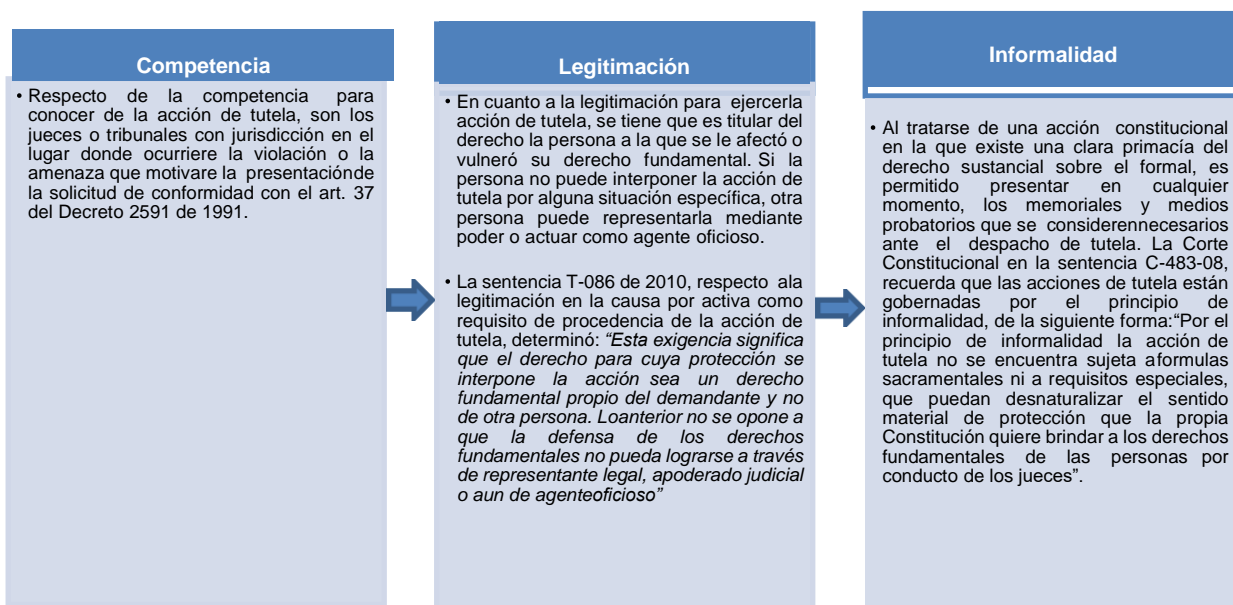 Competencia
• Respecto de la competencia para
conocer de la acción de tutela, son los
jueces o tribunales con jurisdicción en el
lugar donde ocurriere la violación o la
amenaza que motivare la presentaciónde
la solicitud de conformidad con el art. 37
del Decreto 2591 de 1991.
Legitimación
• En cuanto a la legitimación para ejercerla
acción de tutela, se tiene que es titular del
derecho la persona a la que se le afectó o
vulneró su derecho fundamental. Si la
persona no puede interponer la acción de
tutela por alguna situación específica, otra
persona puede representarla mediante
poder o actuar como agente oficioso.
• La sentencia T-086 de 2010, respecto ala
legitimación en la causa por activa como
requisito de procedencia de la acción de
tutela, determinó: “Esta exigencia significa
que el derecho para cuya protección se
interpone la acción sea un derecho
fundamental propio del demandante y no
de otra persona. Loanterior no se opone a
que la defensa de los derechos
fundamentales no pueda lograrse a través
de representante legal, apoderado judicial
o aun de agenteoficioso”
Informalidad
• Al tratarse de una acción constitucional
en la que existe una clara primacía del
derecho sustancial sobre el formal, es
permitido presentar en cualquier
momento, los memoriales y medios
probatorios que se considerennecesarios
ante el despacho de tutela. La Corte
Constitucional en la sentencia C-483-08,
recuerda que las acciones de tutela están
gobernadas por el principio de
informalidad, de la siguiente forma:“Por el
principio de informalidad la acción de
tutela no se encuentra sujeta aformulas
sacramentales ni a requisitos especiales,
que puedan desnaturalizar el sentido
material de protección que la propia
Constitución quiere brindar a los derechos
fundamentales de las personas por
conducto de los jueces”.